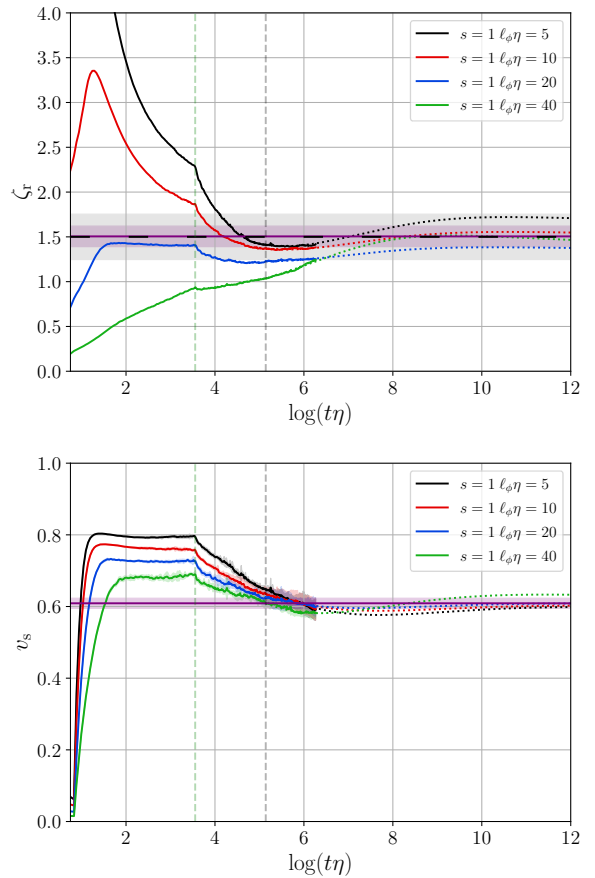 4.0
3.5
3.0
2.5
2.0
1.5
1.0
0.5
0.0
ζr
s = 1 ℓϕη = 5
s = 1 ℓϕη = 10
s = 1 ℓϕη = 20
s = 1 ℓϕη = 40
2 4 6 8 10 12
log(tη)
1.0
0.8
0.6
0.4
0.2
0.0
vs
s = 1 ℓϕη = 5
s = 1 ℓϕη = 10
s = 1 ℓϕη = 20
s = 1 ℓϕη = 40
2 4 6 8 10 12
log(tη)